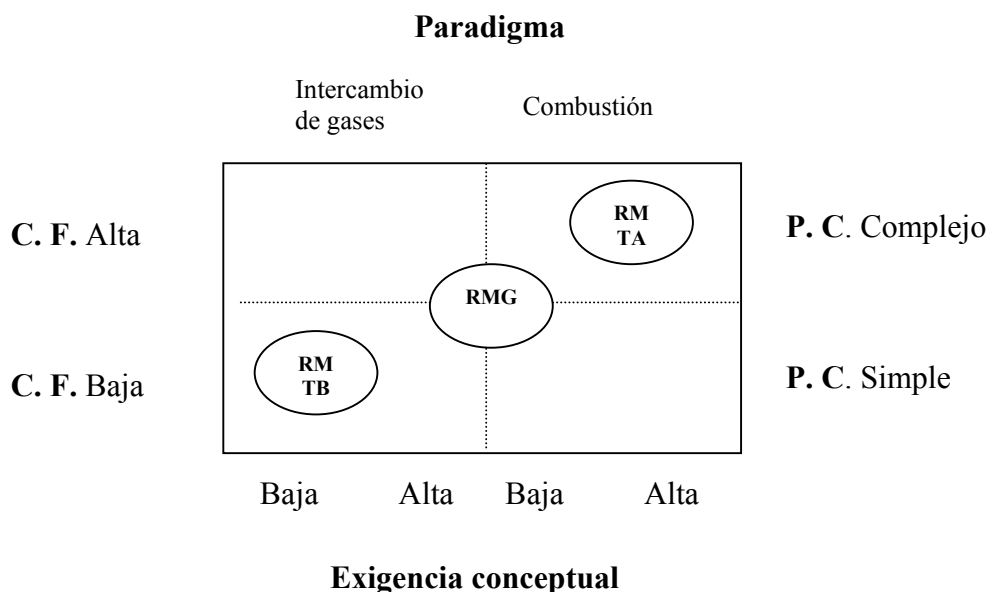 Paradigma
Intercambio
de gases
Combustión
C. F. Alta
RM
TA
P. C. Complejo
RMG
C. F. Baja
RM
TB
P. C. Simple
Baja Alta Baja Alta
Exigencia conceptual